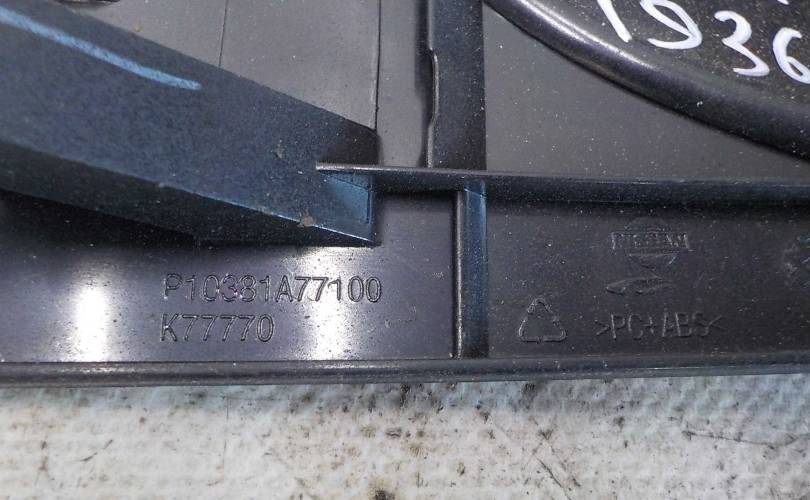 1936
NISSAN
P10381A77100
K77770
>PC+ABS<